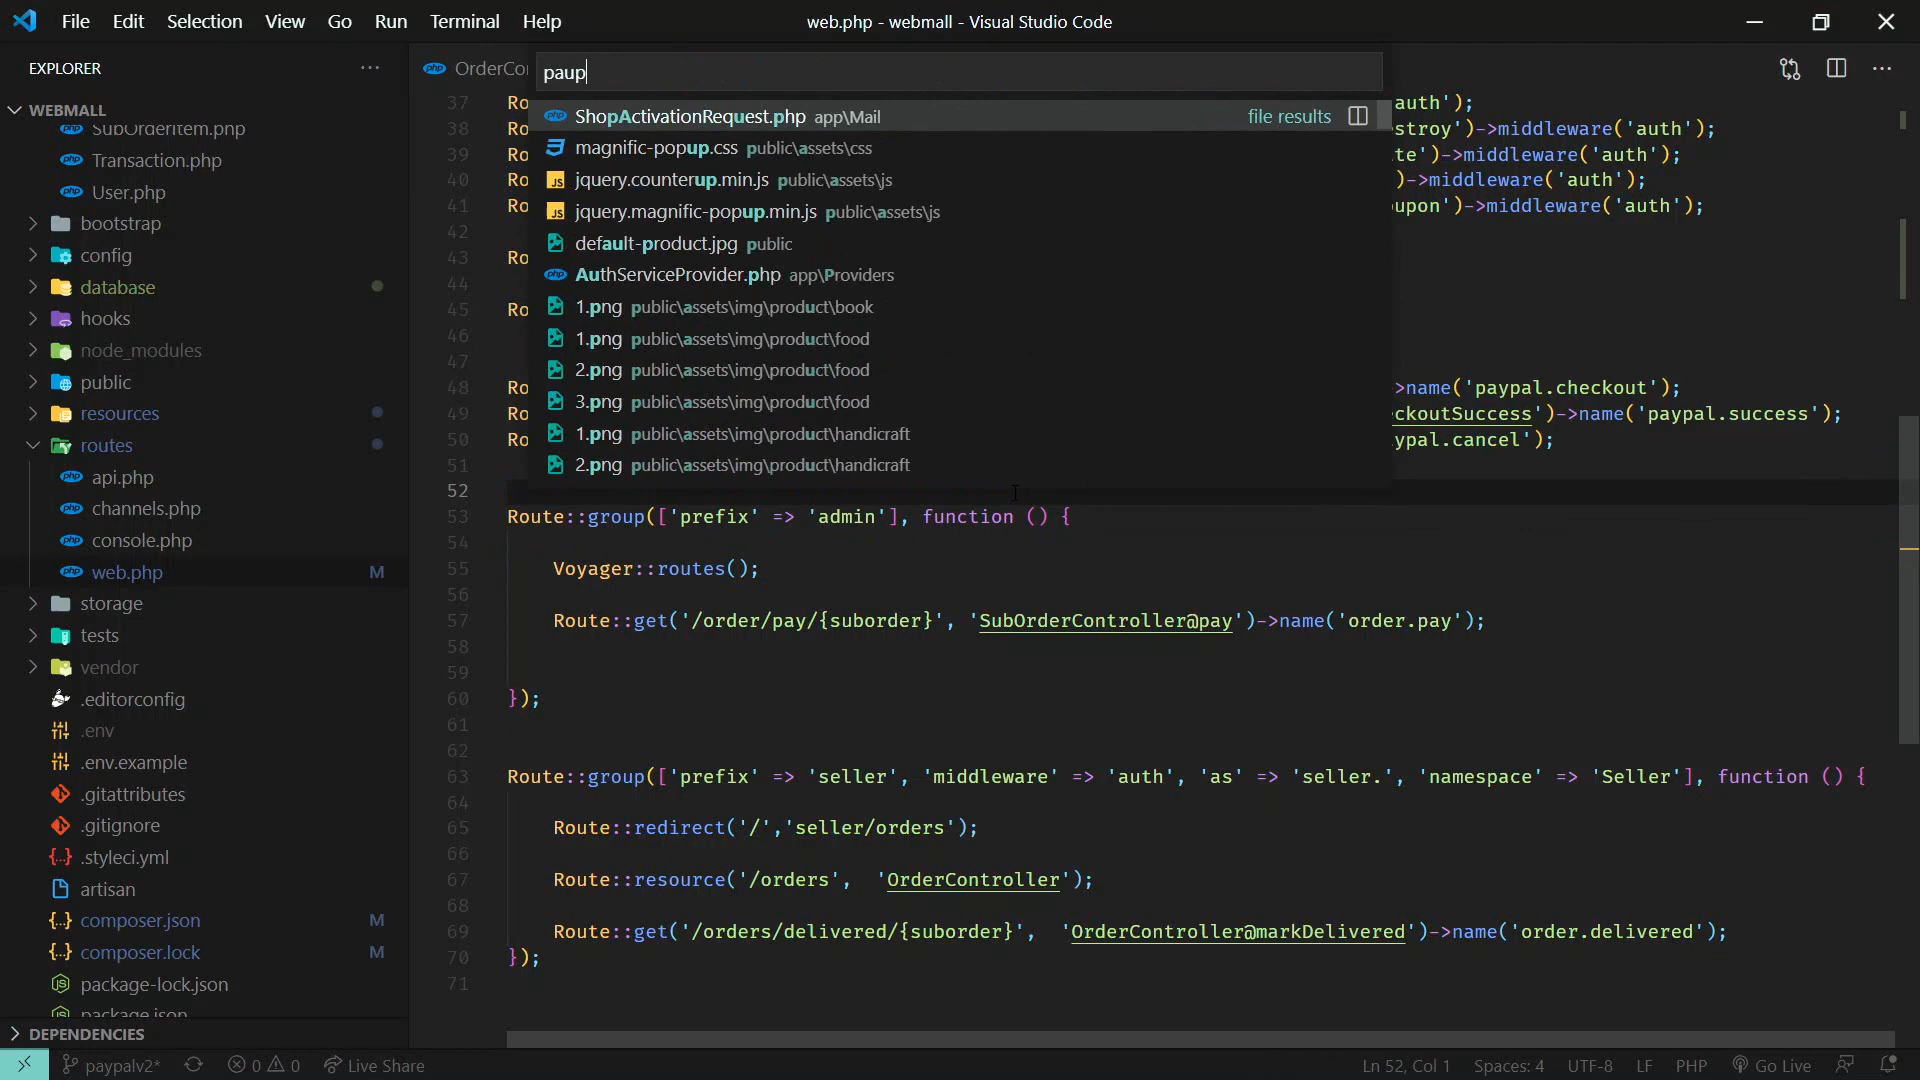 File Edit Selection View Go Run Terminal Help
web.php - webmall - Visual Studio Code
EXPLORER
WEBMALL
SubOrderItem.php
Transaction.php
User.php
bootstrap
config
database
hooks
node_modules
public
resources
routes
api.php
channels.php
console.php
web.php M
storage
tests
vendor
.editorconfig
.env
.env.example
.gitattributes
.gitignore
.styleci.yml
artisan
composer.json M
composer.lock M
package-lock.json
package.json
DEPENDENCIES
OrderCo
paup
ShopActivationRequest.php app\Mail file results
magnific-popup.css public\assets\css
jquery.counterup.min.js public\assets\js
jquery.magnific-popup.min.js public\assets\js
default-product.jpg public
AuthServiceProvider.php app\Providers
1.png public\assets\img\product\book
1.png public\assets\img\product\food
2.png public\assets\img\product\food
3.png public\assets\img\product\food
1.png public\assets\img\product\handicraft
2.png public\assets\img\product\handicraft
37 Ro auth');
38 Ro stroy')->middleware('auth');
39 Ro te')->middleware('auth');
40 Ro )->middleware('auth');
41 Ro upon')->middleware('auth');
42
43 Ro
44
45 Ro
46
47
48 Ro >name('paypal.checkout');
49 Ro ckoutSuccess')->name('paypal.success');
50 Ro ypal.cancel');
51
52
53 Route::group(['prefix' => 'admin'], function () {
54
55 Voyager::routes();
56
57 Route::get('/order/pay/{suborder}', 'SubOrderController@pay')->name('order.pay');
58
59
60 });
61
62
63 Route::group(['prefix' => 'seller', 'middleware' => 'auth', 'as' => 'seller.', 'namespace' => 'Seller'], function () {
64
65 Route::redirect('/','seller/orders');
66
67 Route::resource('/orders', 'OrderController');
68
69 Route::get('/orders/delivered/{suborder}', 'OrderController@markDelivered')->name('order.delivered');
70 });
71
paypalv2* 0 0 Live Share Ln 52, Col 1 Spaces: 4 UTF-8 LF PHP Go Live